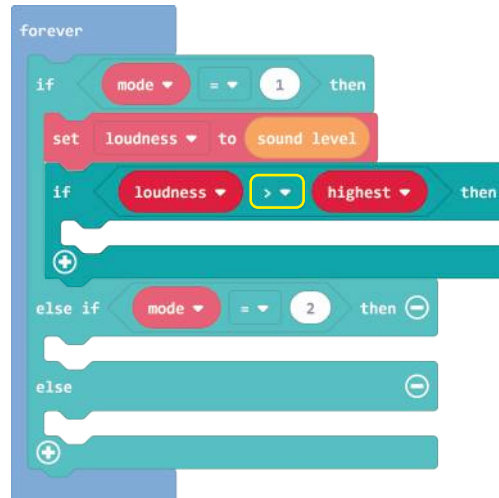 forever
if mode = 1 then
set loudness to sound level
if loudness > highest then
else if mode = 2 then
else